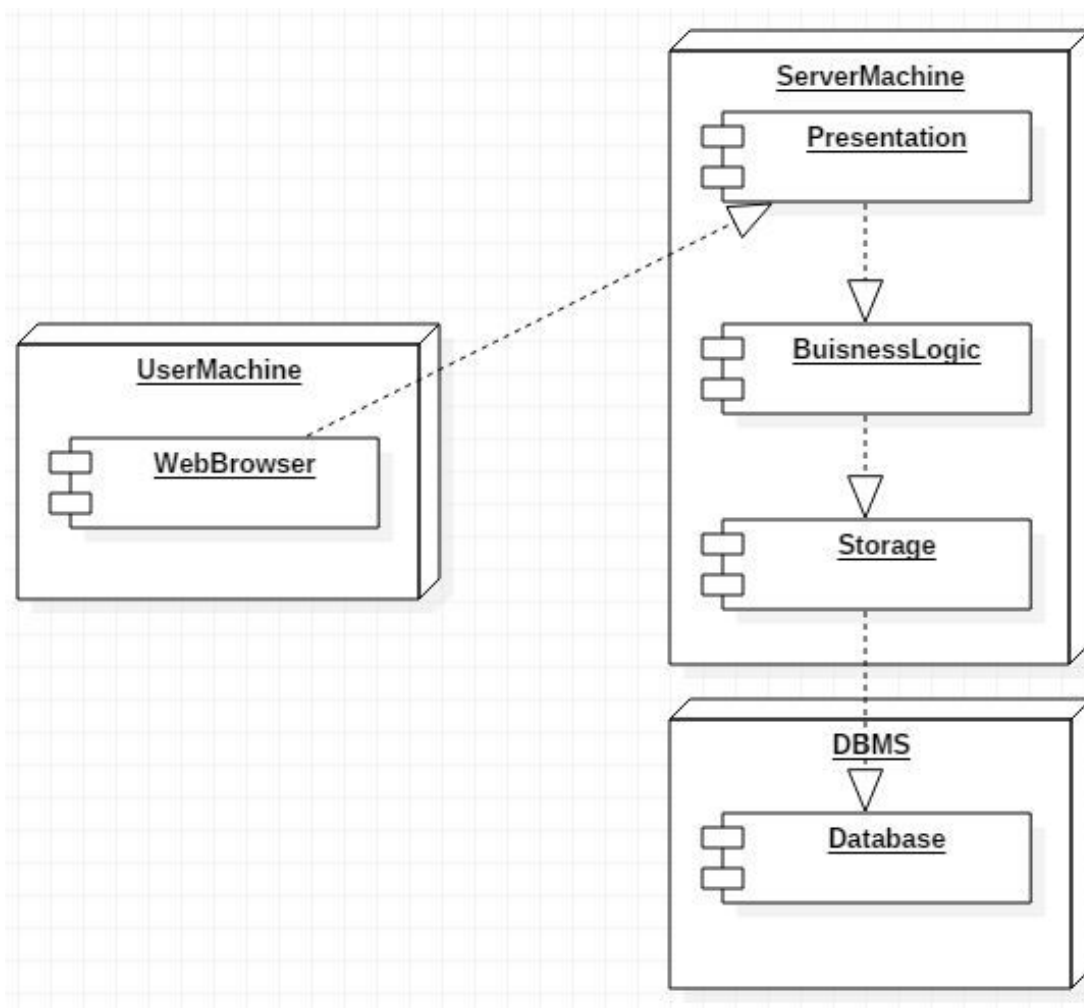 ServerMachine
Presentation
BuisnessLogic
Storage
UserMachine
WebBrowser
DBMS
Database